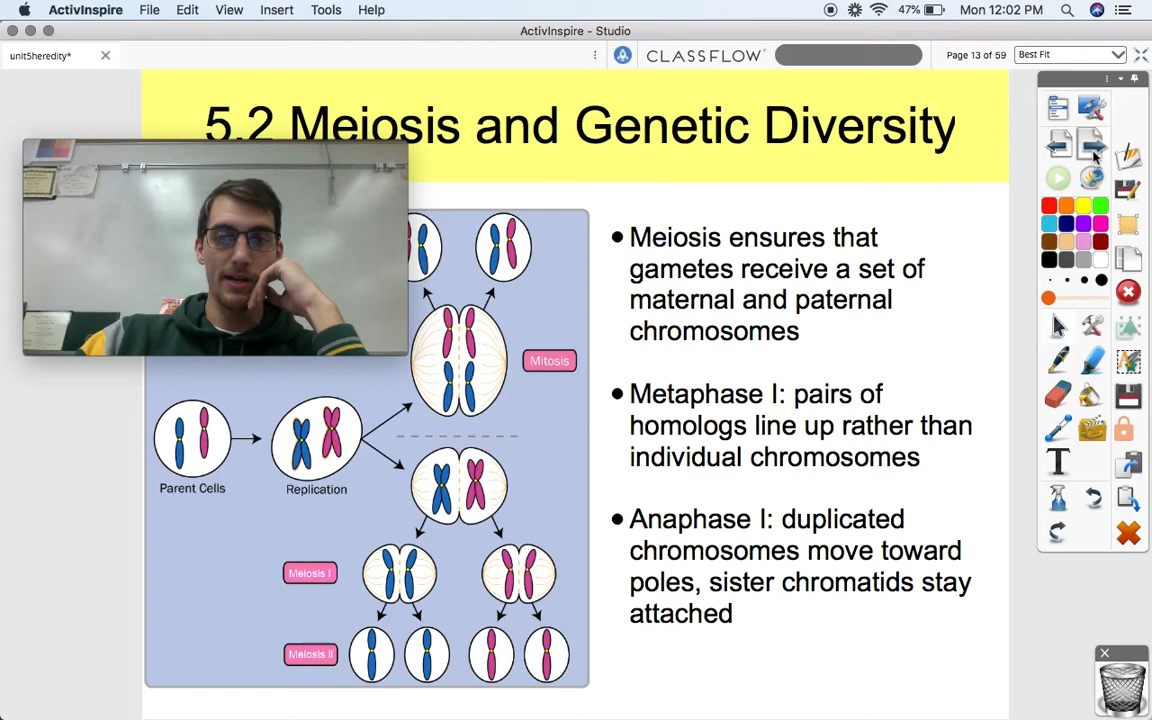 ActivInspire File Edit View Insert Tools Help
47% Mon 12:02 PM
ActivInspire - Studio
unit5heredity*
CLASSFLOW
Page 13 of 59
Best Fit
5.2 Meiosis and Genetic Diversity
Mitosis
Parent Cells
Replication
Meiosis I
Meiosis II
• Meiosis ensures that
gametes receive a set of
maternal and paternal
chromosomes
• Metaphase I: pairs of
homologs line up rather than
individual chromosomes
• Anaphase I: duplicated
chromosomes move toward
poles, sister chromatids stay
attached
T